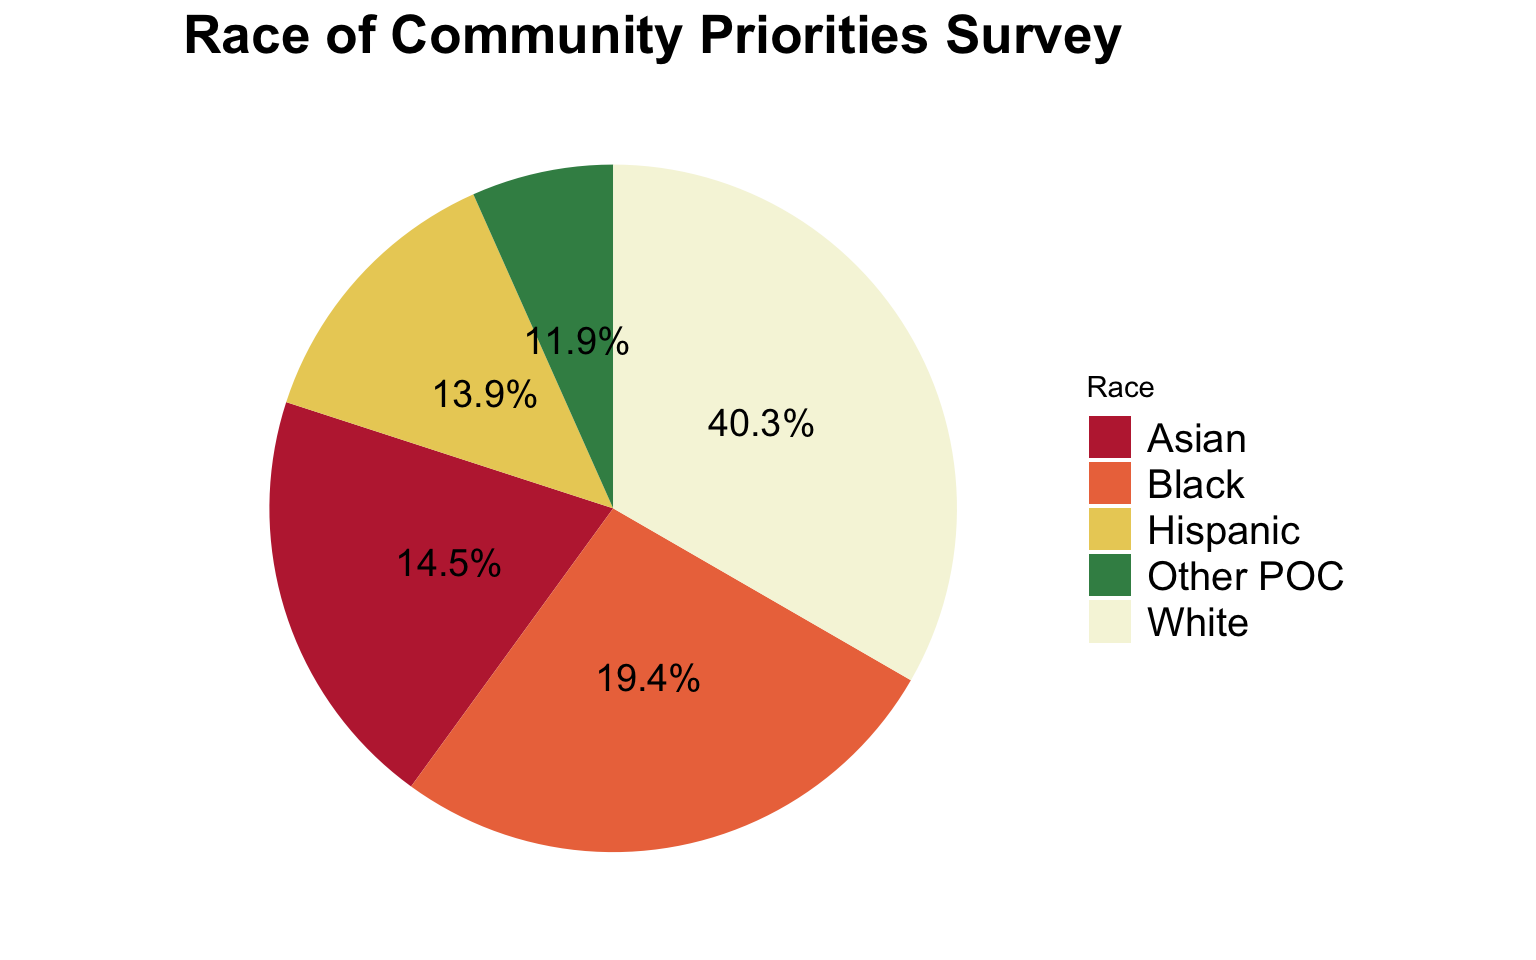 Race of Community Priorities Survey
11.9%
13.9%
40.3%
14.5%
19.4%
Race
Asian
Black
Hispanic
Other POC
White